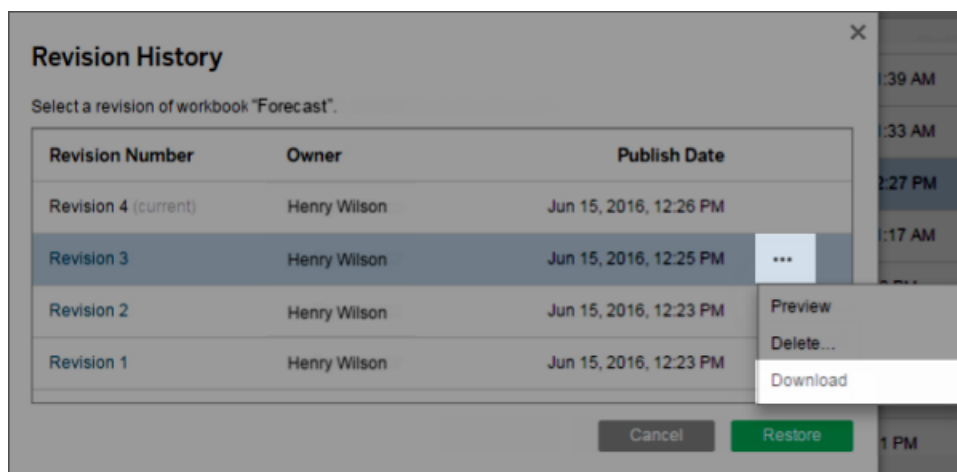 Revision History
Select a revision of workbook "Forecast".
Revision Number Owner Publish Date
Revision 4 (current) Henry Wilson Jun 15, 2016, 12:26 PM
Revision 3 Henry Wilson Jun 15, 2016, 12:25 PM ...
Revision 2 Henry Wilson Jun 15, 2016, 12:23 PM
Revision 1 Henry Wilson Jun 15, 2016, 12:23 PM
Preview
Delete...
Download
Cancel Restore
:39 AM
:33 AM
2:27 PM
:17 AM
1 PM